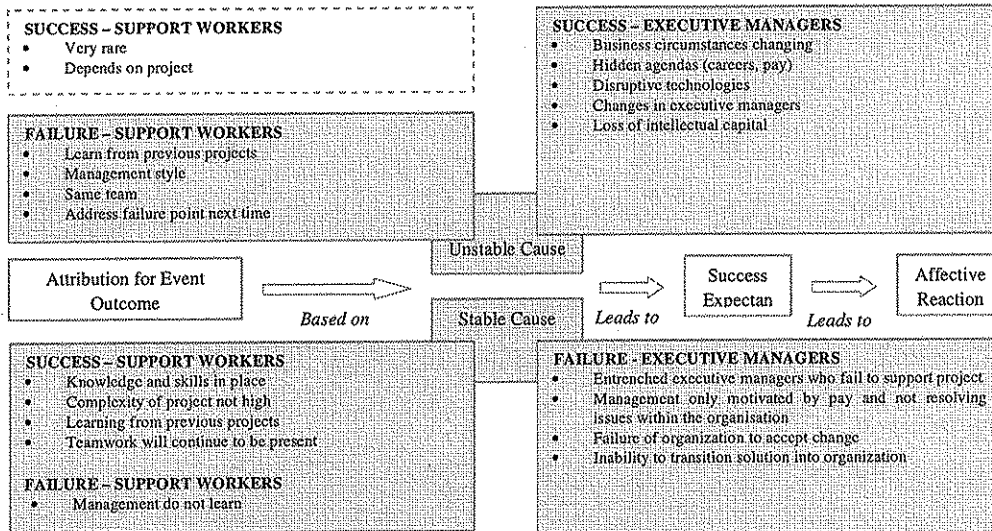 SUCCESS – SUPPORT WORKERS
• Very rare
• Depends on project
SUCCESS – EXECUTIVE MANAGERS
• Business circumstances changing
• Hidden agendas (careers, pay)
• Disruptive technologies
• Changes in executive managers
• Loss of intellectual capital
FAILURE – SUPPORT WORKERS
• Learn from previous projects
• Management style
• Same team
• Address failure point next time
Unstable Cause
Attribution for Event
Outcome
Based on
Stable Cause
Leads to
Success
Expectan
Leads to
Affective
Reaction
SUCCESS – SUPPORT WORKERS
• Knowledge and skills in place
• Complexity of project not high
• Learning from previous projects
• Teamwork will continue to be present
FAILURE – SUPPORT WORKERS
• Management do not learn
FAILURE - EXECUTIVE MANAGERS
• Entrenched executive managers who fail to support project
• Management only motivated by pay and not resolving
issues within the organisation
• Failure of organization to accept change
• Inability to transition solution into organization